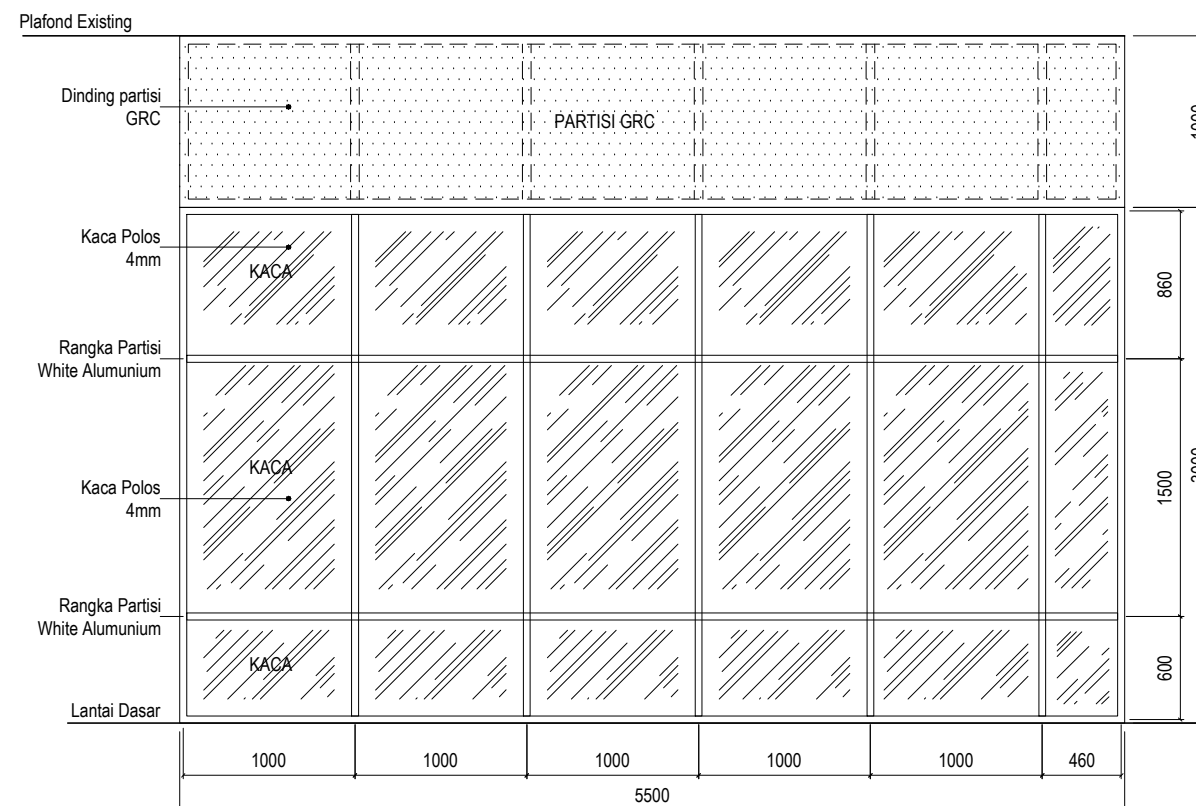 Plafond Existing
Dinding partisi
GRC
PARTISI GRC
Kaca Polos
4mm
KACA
860
Rangka Partisi
White Alumunium
KACA
Kaca Polos
4mm
1500
Rangka Partisi
White Alumunium
KACA
600
Lantai Dasar
1000
1000
1000
1000
1000
460
5500